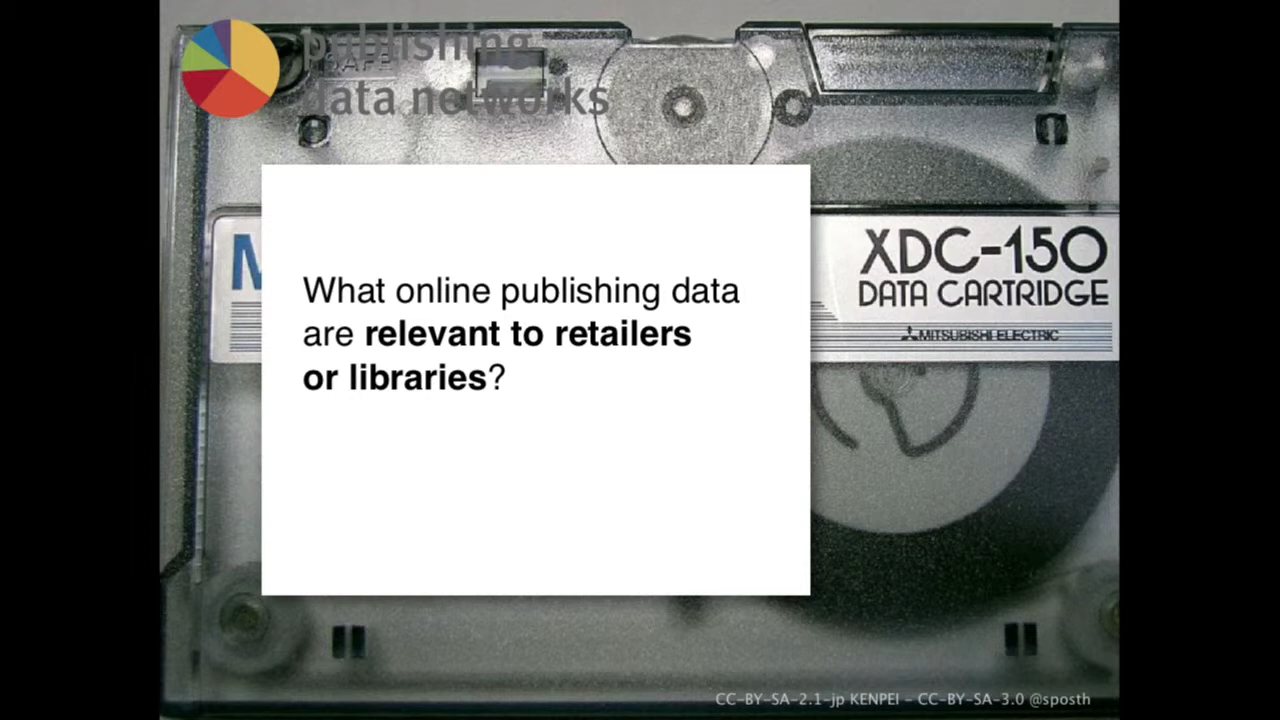 publishing
SAFE
data networks
M
What online publishing data
are relevant to retailers
or libraries?
XDC-150
DATA CARTRIDGE
MITSUBISHI ELECTRIC
CC-BY-SA-2.1-jp KENPEI - CC-BY-SA-3.0 @sposth